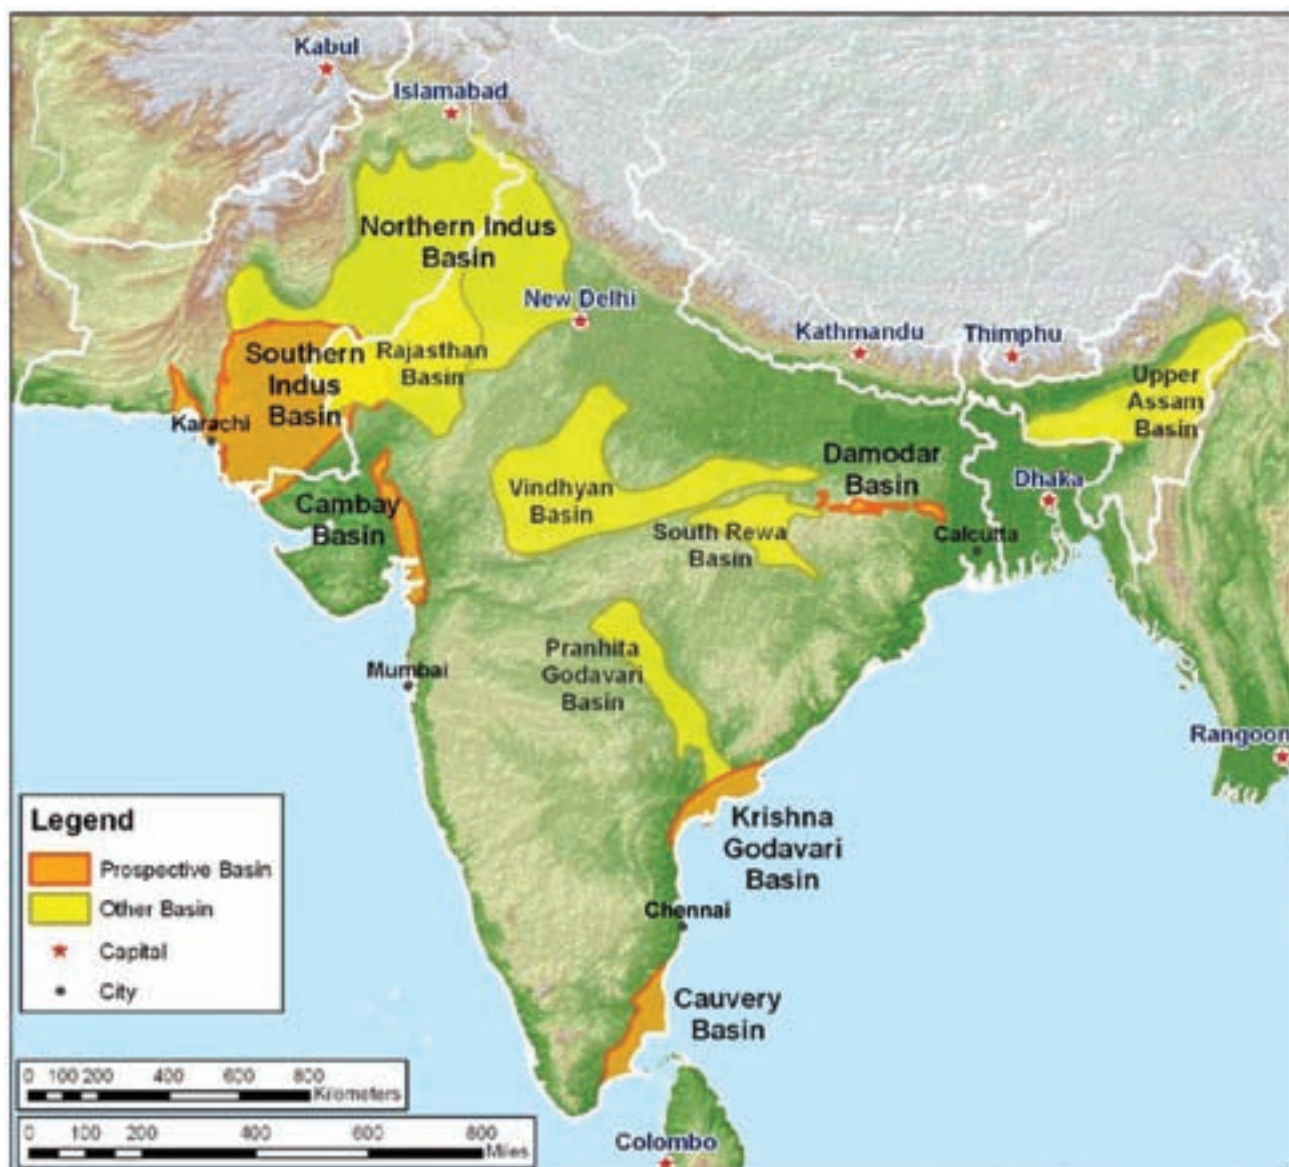 Kabul
Islamabad
Northern Indus
Basin
New Delhi
Kathmandu
Thimphu
Southern
Indus
Basin
Rajasthan
Basin
Upper
Assam
Basin
Karachi
Damodar
Basin
Dhaka
Cambay
Basin
Vindhyan
Basin
South Rewa
Basin
Calcutta
Pranhita
Godavari
Basin
Mumbai
Rangoon
Krishna
Godavari
Basin
Chennai
Cauvery
Basin
Colombo
Legend
Prospective Basin
Other Basin
Capital
City
0 100 200 400 600 800
Kilometers
0 100 200 400 600 800
Miles